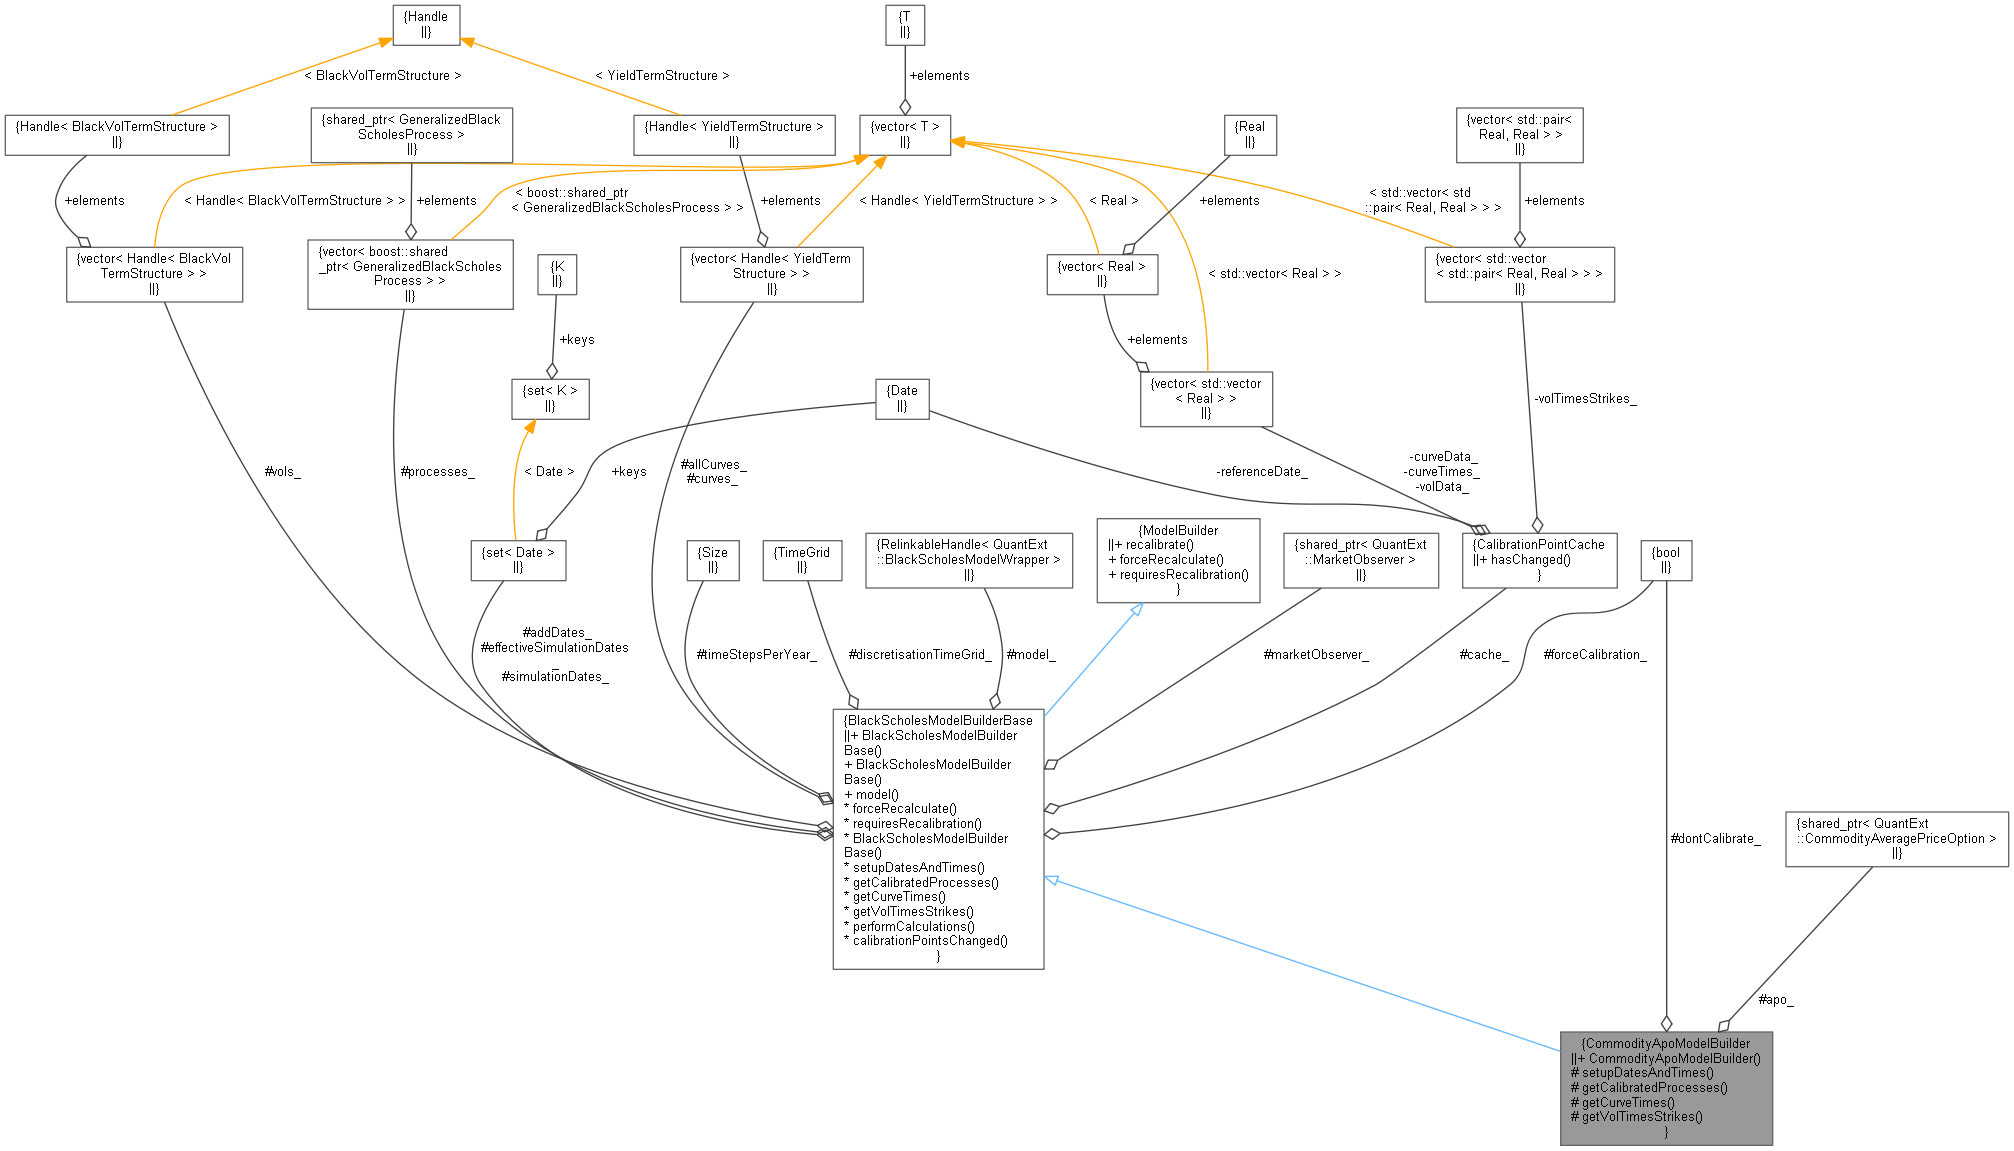 {Handle
||}
{T
||}
< BlackVolTermStructure >
< YieldTermStructure >
+elements
{Handle< BlackVolTermStructure >
||}
{shared_ptr< GeneralizedBlack
ScholesProcess >
||}
{Handle< YieldTermStructure >
||}
{vector< T >
||}
{Real
||}
{vector< std::pair<
Real, Real > >
||}
+elements
< Handle< BlackVolTermStructure > >
+elements
< boost::shared_ptr
< GeneralizedBlackScholesProcess > >
+elements
< Handle< YieldTermStructure > >
< Real >
+elements
< std::vector< std
::pair< Real, Real > > >
+elements
{vector< Handle< BlackVol
TermStructure > >
||}
{vector< boost::shared
_ptr< GeneralizedBlackScholes
Process > >
||}
{K
||}
{vector< Handle< YieldTerm
Structure > >
||}
{vector< Real >
||}
< std::vector< Real > >
{vector< std::vector
< std::pair< Real, Real > > >
||}
+keys
+elements
{set< K >
||}
{Date
||}
{vector< std::vector
< Real > >
||}
-volTimesStrikes_
#vols_
#processes_
< Date >
+keys
#allCurves_
#curves_
-referenceDate_
-curveData_
-curveTimes_
-volData_
{set< Date >
||}
{Size
||}
{TimeGrid
||}
{RelinkableHandle< QuantExt
::BlackScholesModelWrapper >
||}
{ModelBuilder
||+ recalibrate()
+ forceRecalculate()
+ requiresRecalibration()
}
{shared_ptr< QuantExt
::MarketObserver >
||}
{CalibrationPointCache
||+ hasChanged()
}
{bool
||}
#addDates_
#effectiveSimulationDates
_
#simulationDates_
#timeStepsPerYear_
#discretisationTimeGrid_
#model_
#marketObserver_
#cache_
#forceCalibration_
{BlackScholesModelBuilderBase
||+ BlackScholesModelBuilder
Base()
+ BlackScholesModelBuilder
Base()
+ model()
* forceRecalculate()
* requiresRecalibration()
* BlackScholesModelBuilder
Base()
* setupDatesAndTimes()
* getCalibratedProcesses()
* getCurveTimes()
* getVolTimesStrikes()
* performCalculations()
* calibrationPointsChanged()
}
#dontCalibrate_
{shared_ptr< QuantExt
::CommodityAveragePriceOption >
||}
#apo_
{CommodityApoModelBuilder
||+ CommodityApoModelBuilder()
# setupDatesAndTimes()
# getCalibratedProcesses()
# getCurveTimes()
# getVolTimesStrikes()
}